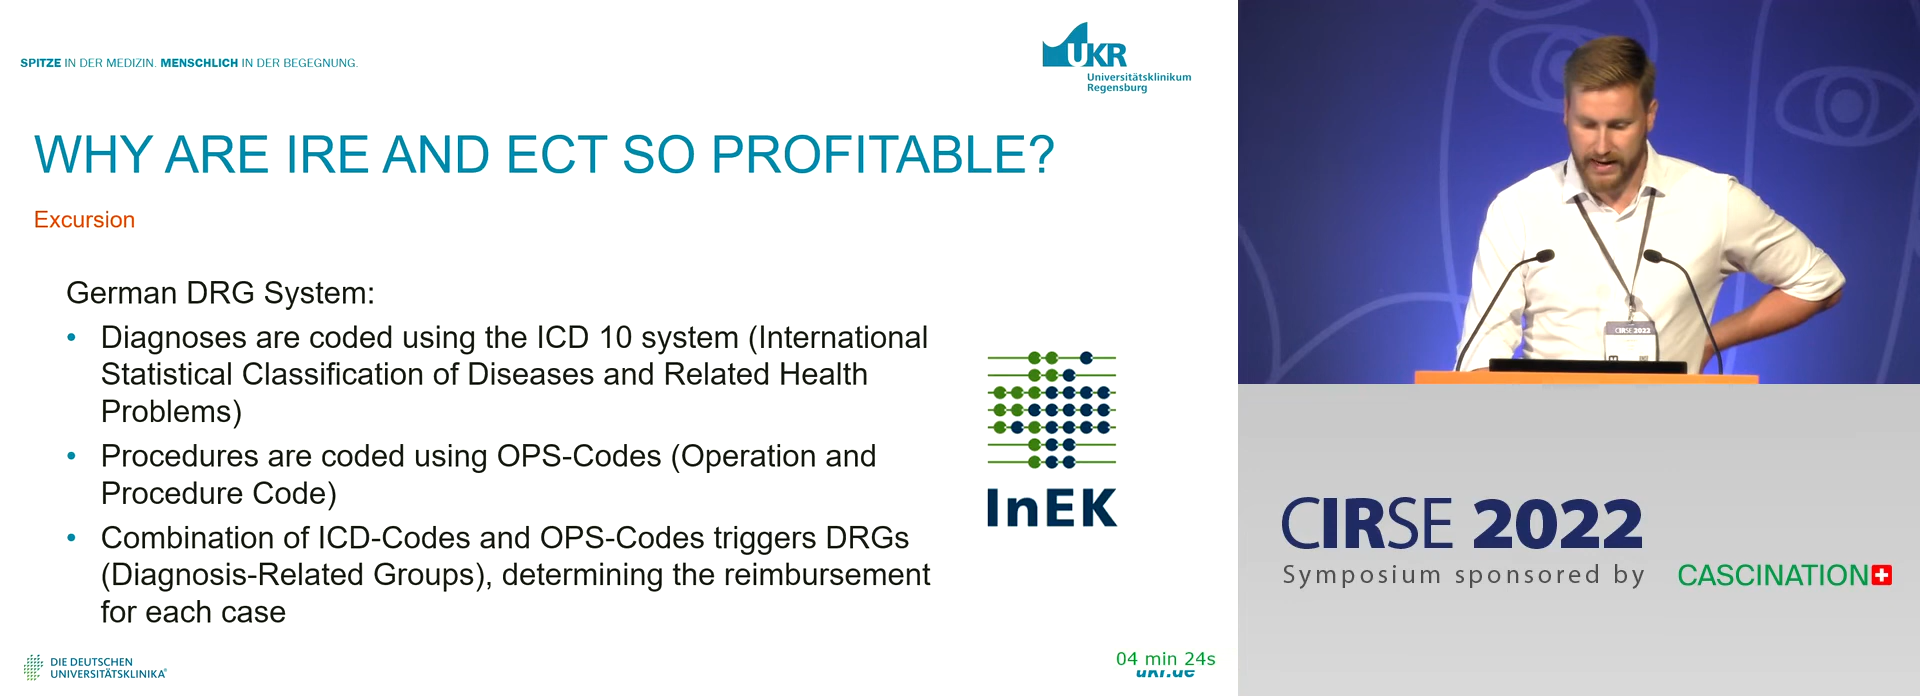 SPITZE IN DER MEDIZIN. MENSCHLICH IN DER BEGEGNUNG.
UKR
Universitätsklinikum
Regensburg
WHY ARE IRE AND ECT SO PROFITABLE?
Excursion
German DRG System:
• Diagnoses are coded using the ICD 10 system (International
Statistical Classification of Diseases and Related Health
Problems)
• Procedures are coded using OPS-Codes (Operation and
Procedure Code)
• Combination of ICD-Codes and OPS-Codes triggers DRGs
(Diagnosis-Related Groups), determining the reimbursement
for each case
InEK
DIE DEUTSCHEN
UNIVERSITÄTSKLINIKA®
04 min 24s
ukr.de
CIRSE 2022
CIRSE 2022
Symposium sponsored by
CASCINATION